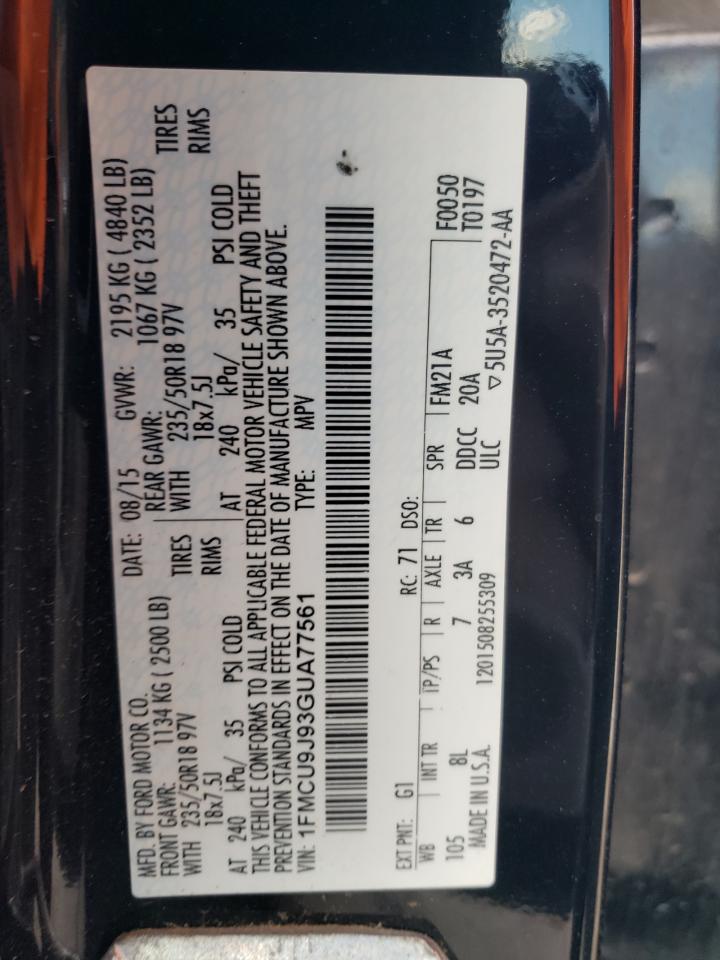 MFD. BY FORD MOTOR CO.
DATE: 08/15 GVWR: 2195 KG ( 4840 LB)
FRONT GAWR: 1134 KG ( 2500 LB) REAR GAWR: 1067 KG ( 2352 LB)
WITH 235/50R18 97V TIRES WITH 235/50R18 97V TIRES
18x7.5J RIMS 18x7.5J RIMS
AT 240 kPa/ 35 PSI COLD AT 240 kPa/ 35 PSI COLD
THIS VEHICLE CONFORMS TO ALL APPLICABLE FEDERAL MOTOR VEHICLE SAFETY AND THEFT
PREVENTION STANDARDS IN EFFECT ON THE DATE OF MANUFACTURE SHOWN ABOVE.
VIN: 1FMCU9J93GUA77561 TYPE: MPV
EXT PNT: G1 RC: 71 DSO: F0050
WB INT TR TP/PS R AXLE TR SPR FM21A T0197
105 8L 7 3A 6 DDCC 20A
MADE IN U.S.A. 1201508255309 ULC ▽5U5A-3520472-AA